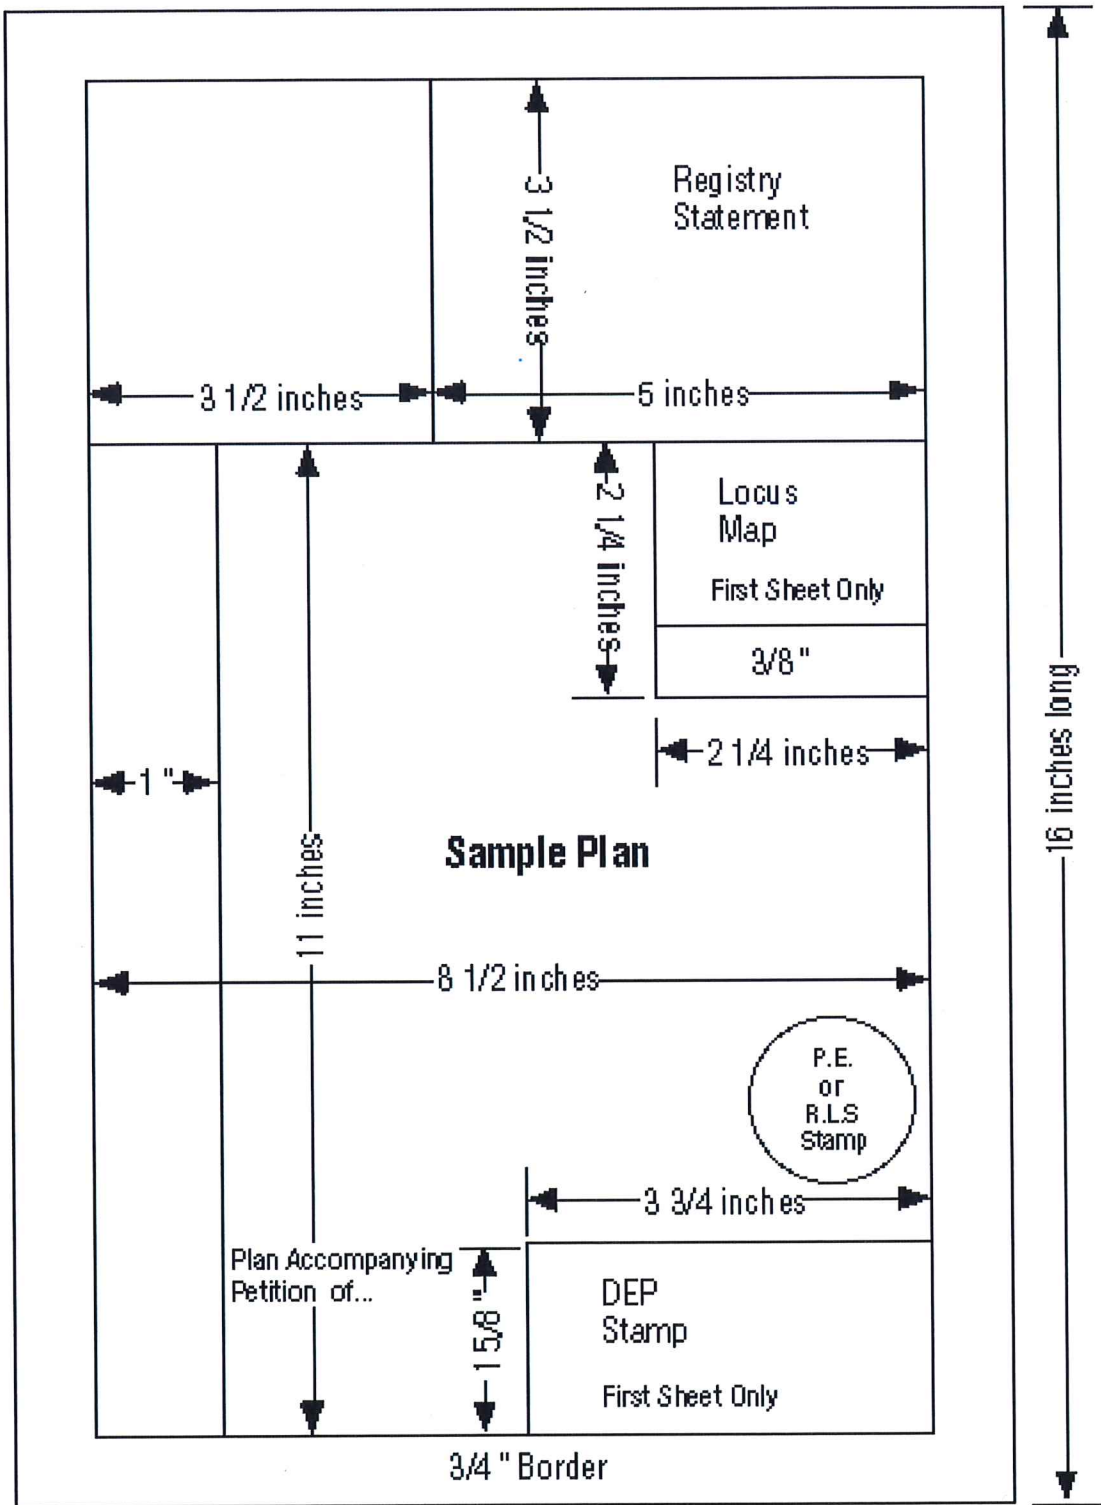 Registry
Statement
3 1/2 inches
3 1/2 inches
5 inches
Locus
Map
First Sheet Only
2 1/4 inches
3/8"
2 1/4 inches
1"
16 inches long
Sample Plan
11 inches
8 1/2 inches
P.E.
or
R.L.S
Stamp
3 3/4 inches
Plan Accompanying
Petition of...
1 5/8"
DEP
Stamp
First Sheet Only
3/4" Border